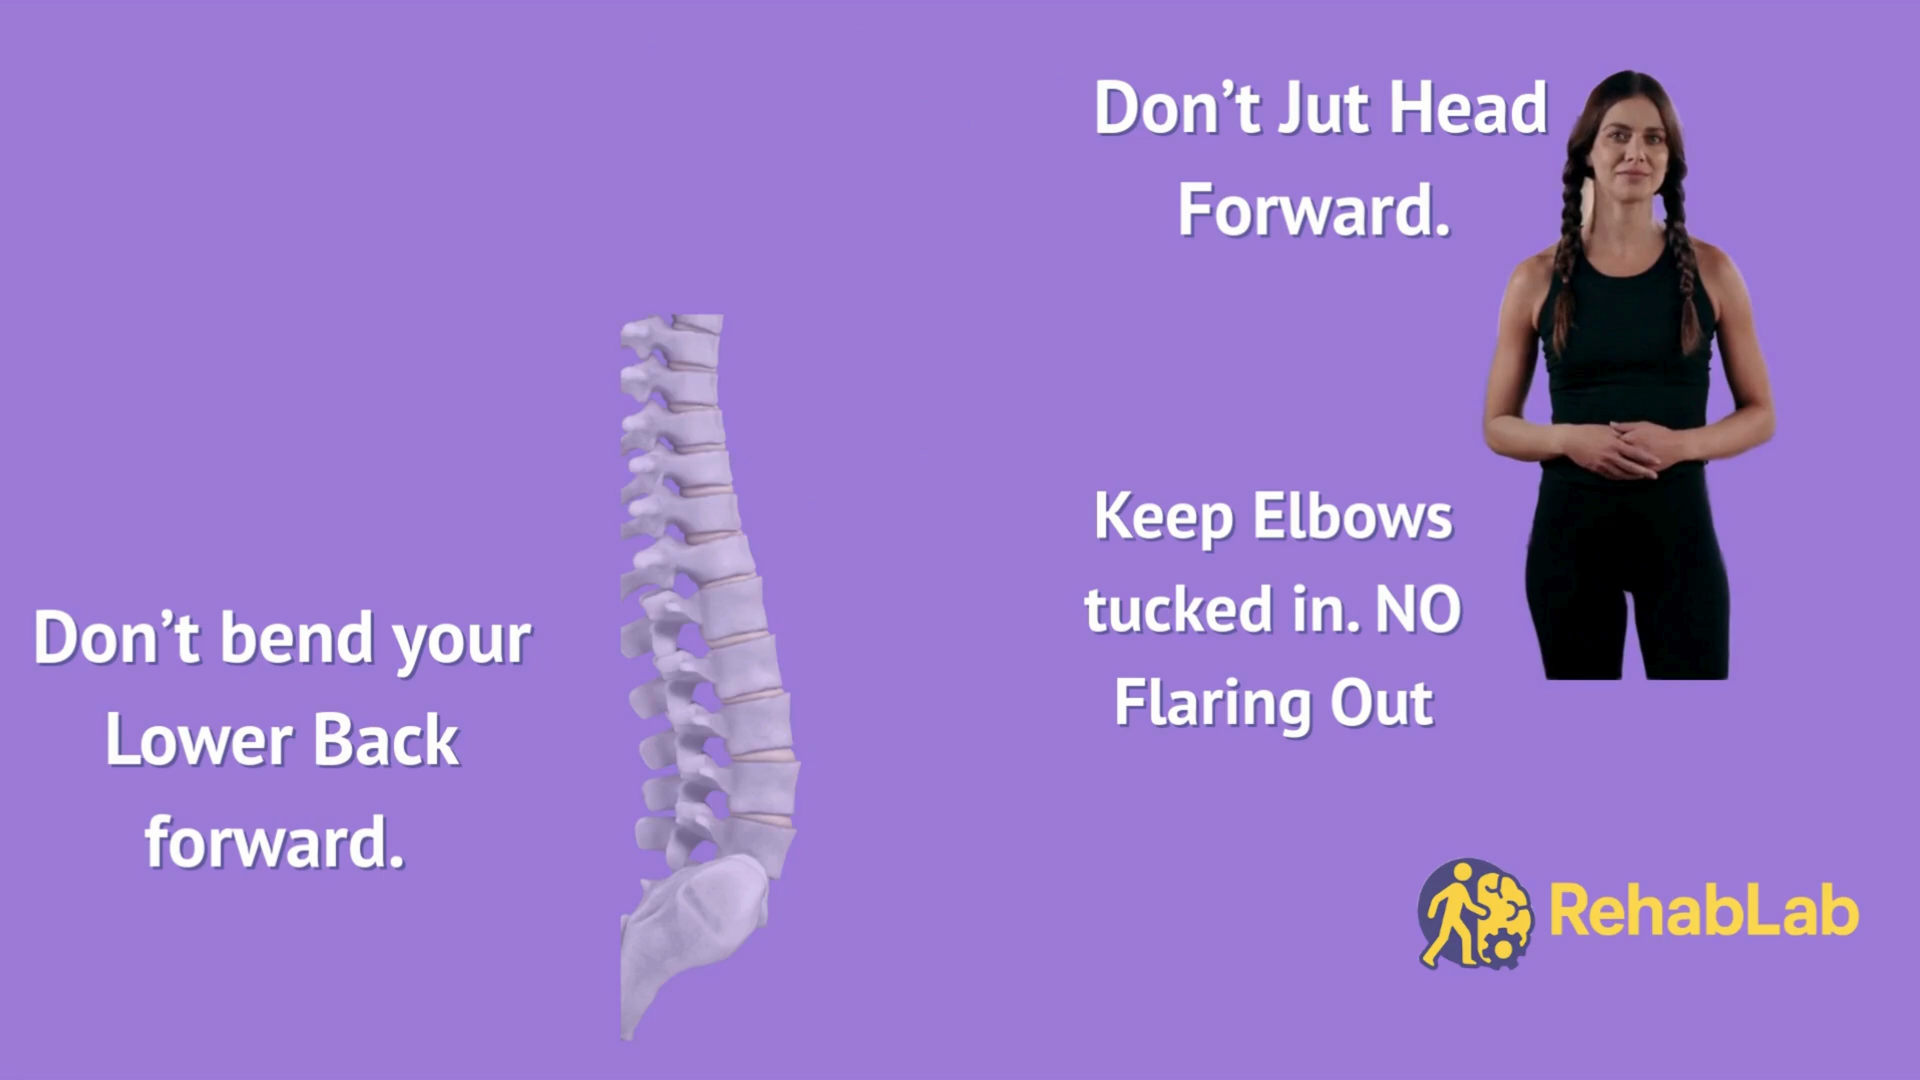 Don't Jut Head
Forward.
Keep Elbows
tucked in. NO
Flaring Out
Don't bend your
Lower Back
forward.
RehabLab